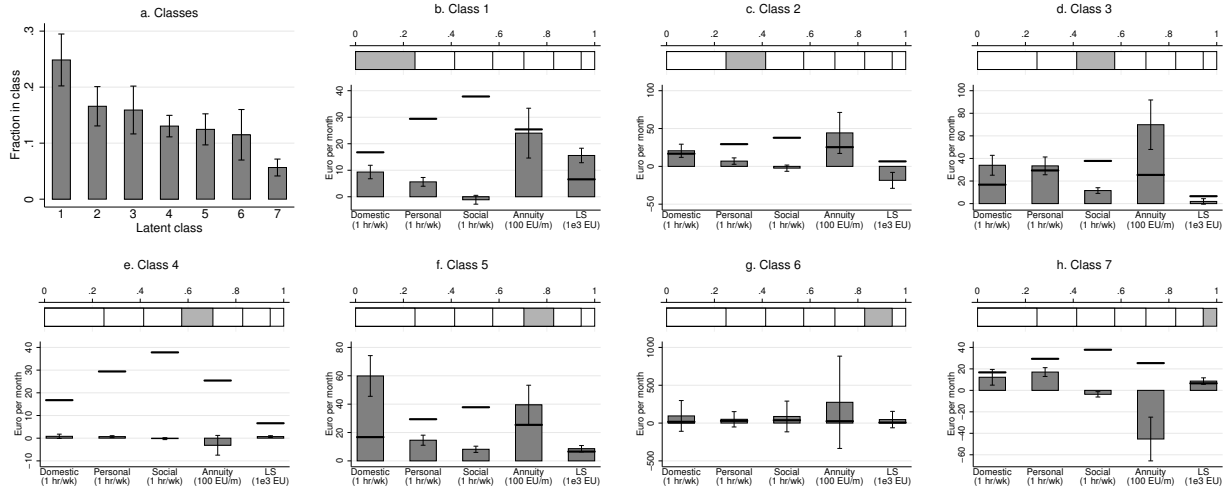 a. Classes
Fraction in class
0 .1 .2 .3
1 2 3 4 5 6 7
Latent class
b. Class 1
0 .2 .4 .6 .8 1
Euro per month
0 10 20 30 40
Domestic Personal Social Annuity LS
(1 hr/wk) (1 hr/wk) (1 hr/wk) (100 EU/m) (1e3 EU)
c. Class 2
0 .2 .4 .6 .8 1
Euro per month
−50 0 50 100
Domestic Personal Social Annuity LS
(1 hr/wk) (1 hr/wk) (1 hr/wk) (100 EU/m) (1e3 EU)
d. Class 3
0 .2 .4 .6 .8 1
Euro per month
0 20 40 60 80 100
Domestic Personal Social Annuity LS
(1 hr/wk) (1 hr/wk) (1 hr/wk) (100 EU/m) (1e3 EU)
e. Class 4
0 .2 .4 .6 .8 1
Euro per month
−10 0 10 20 30 40
Domestic Personal Social Annuity LS
(1 hr/wk) (1 hr/wk) (1 hr/wk) (100 EU/m) (1e3 EU)
f. Class 5
0 .2 .4 .6 .8 1
Euro per month
0 20 40 60 80
Domestic Personal Social Annuity LS
(1 hr/wk) (1 hr/wk) (1 hr/wk) (100 EU/m) (1e3 EU)
g. Class 6
0 .2 .4 .6 .8 1
Euro per month
−500 0 500 1000
Domestic Personal Social Annuity LS
(1 hr/wk) (1 hr/wk) (1 hr/wk) (100 EU/m) (1e3 EU)
h. Class 7
0 .2 .4 .6 .8 1
Euro per month
−60 −40 −20 0 20 40
Domestic Personal Social Annuity LS
(1 hr/wk) (1 hr/wk) (1 hr/wk) (100 EU/m) (1e3 EU)